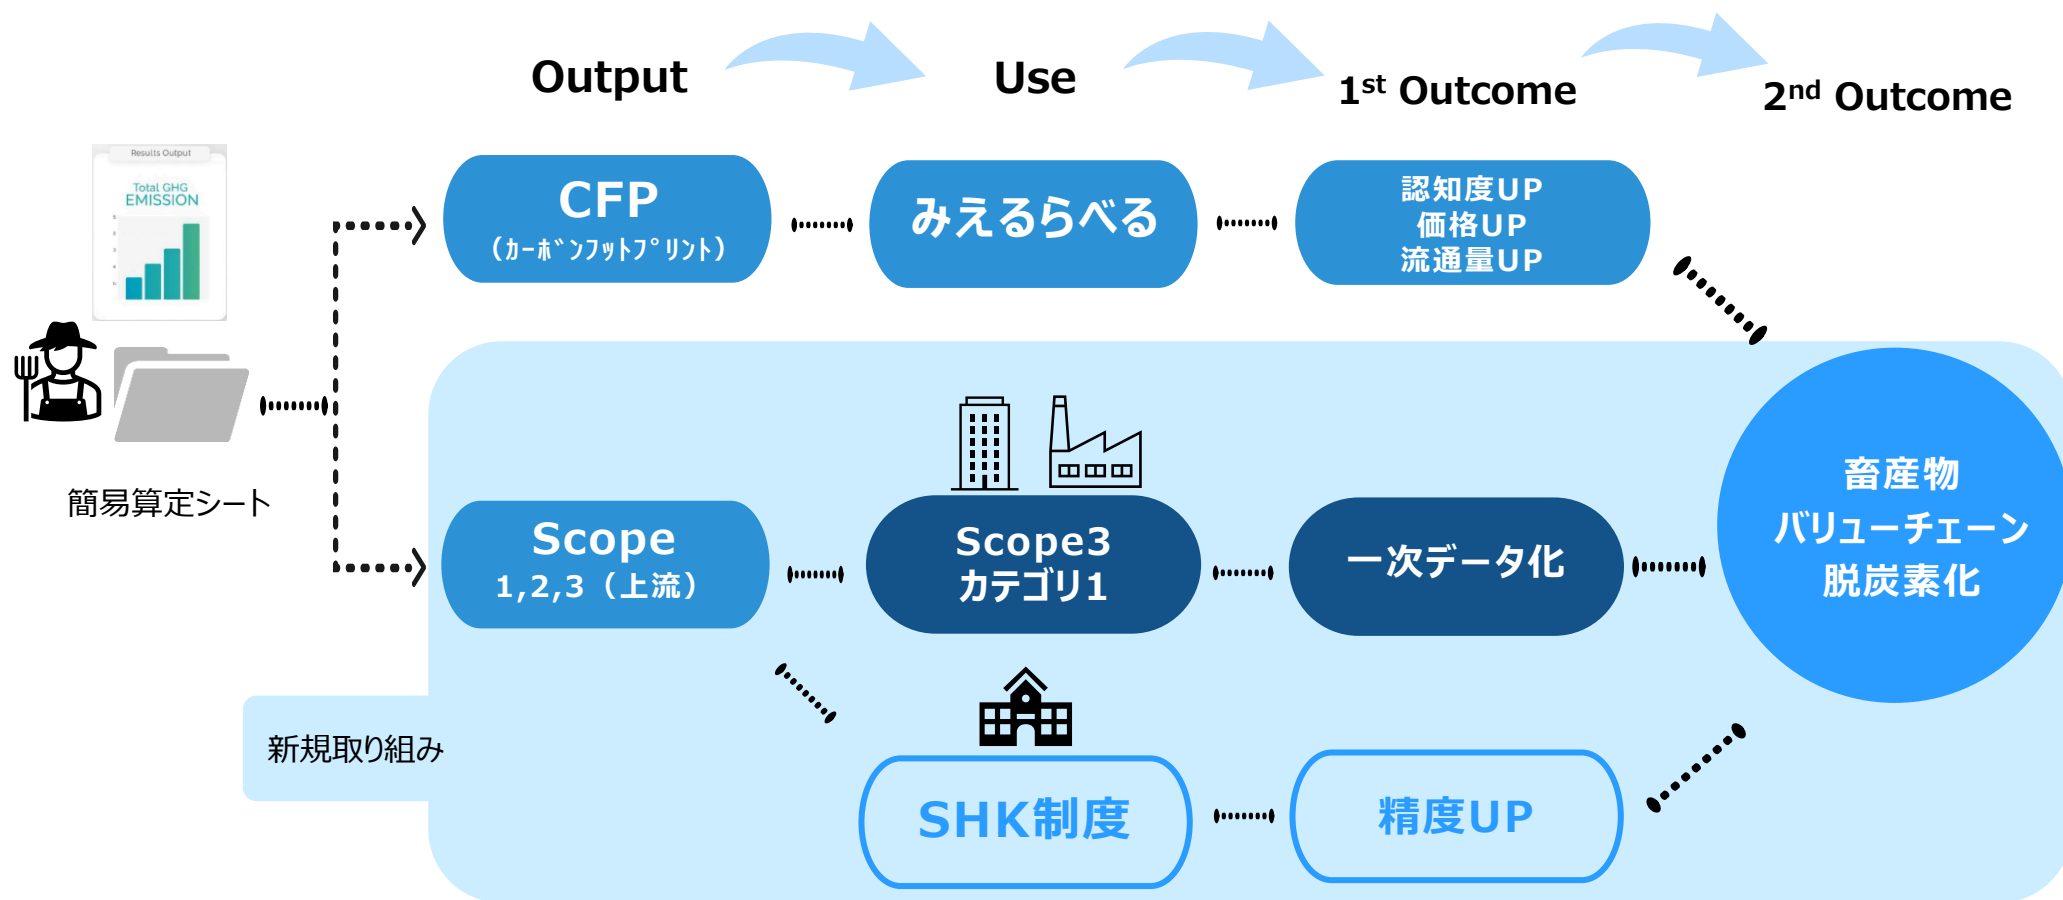 Output
Use
1st Outcome
2nd Outcome
Results Output
Total GHG
EMISSION
簡易算定シート
CFP
（ｶｰﾎﾞﾝﾌｯﾄﾌﾟﾘﾝﾄ）
みえるらべる
認知度UP
価格UP
流通量UP
Scope
1,2,3（上流）
Scope3
カテゴリ1
一次データ化
畜産物
バリューチェーン
脱炭素化
新規取り組み
SHK制度
精度UP